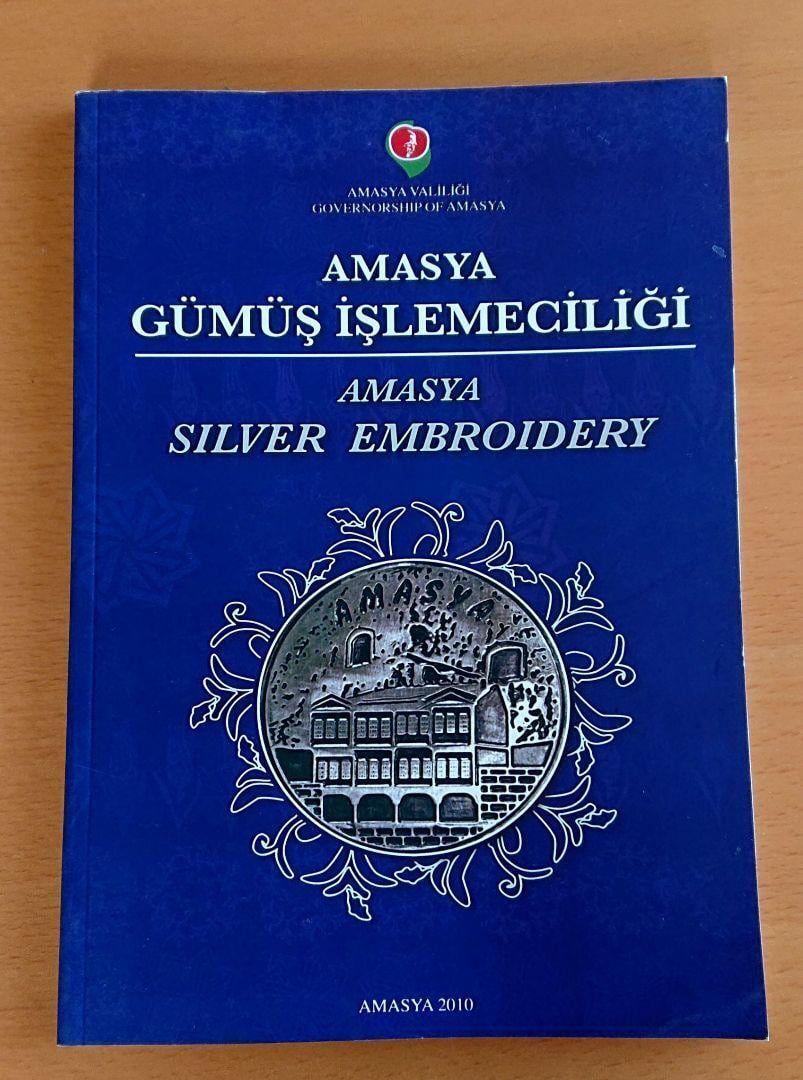 AMASYA VALİLİĞİ
GOVERNORSHIP OF AMASYA
AMASYA
GÜMÜŞ İŞLEMECİLİĞİ
AMASYA
SILVER EMBROIDERY
AMASYA
AMASYA 2010